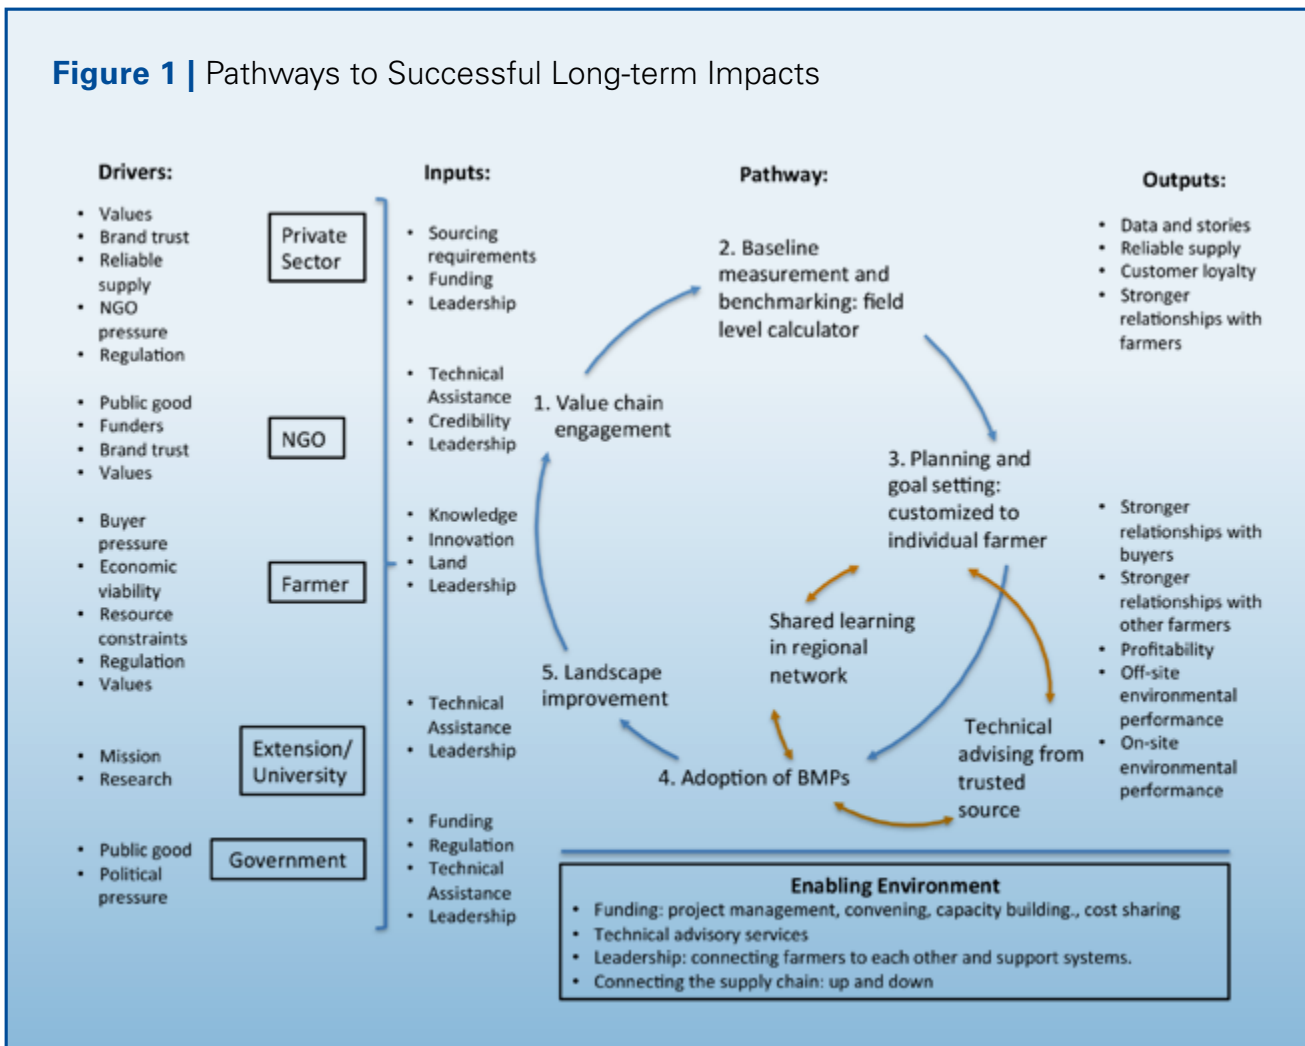 Figure 1 | Pathways to Successful Long-term Impacts
Drivers:
• Values
• Brand trust
• Reliable
supply
• NGO
pressure
• Regulation
Private
Sector
• Public good
• Funders
• Brand trust
• Values
NGO
• Buyer
pressure
• Economic
viability
• Resource
constraints
• Regulation
• Values
Farmer
• Mission
• Research
Extension/
University
• Public good
• Political
pressure
Government
Inputs:
• Sourcing
requirements
• Funding
• Leadership
• Technical
Assistance
• Credibility
• Leadership
• Knowledge
• Innovation
• Land
• Leadership
• Technical
Assistance
• Leadership
• Funding
• Regulation
• Technical
Assistance
• Leadership
Pathway:
1. Value chain
engagement
2. Baseline
measurement and
benchmarking: field
level calculator
3. Planning and
goal setting:
customized to
individual farmer
Shared learning
in regional
network
Technical
advising from
trusted
source
4. Adoption of BMPs
5. Landscape
improvement
Outputs:
• Data and stories
• Reliable supply
• Customer loyalty
• Stronger
relationships with
farmers
• Stronger
relationships with
buyers
• Stronger
relationships with
other farmers
• Profitability
• Off-site
environmental
performance
• On-site
environmental
performance
Enabling Environment
• Funding: project management, convening, capacity building., cost sharing
• Technical advisory services
• Leadership: connecting farmers to each other and support systems.
• Connecting the supply chain: up and down